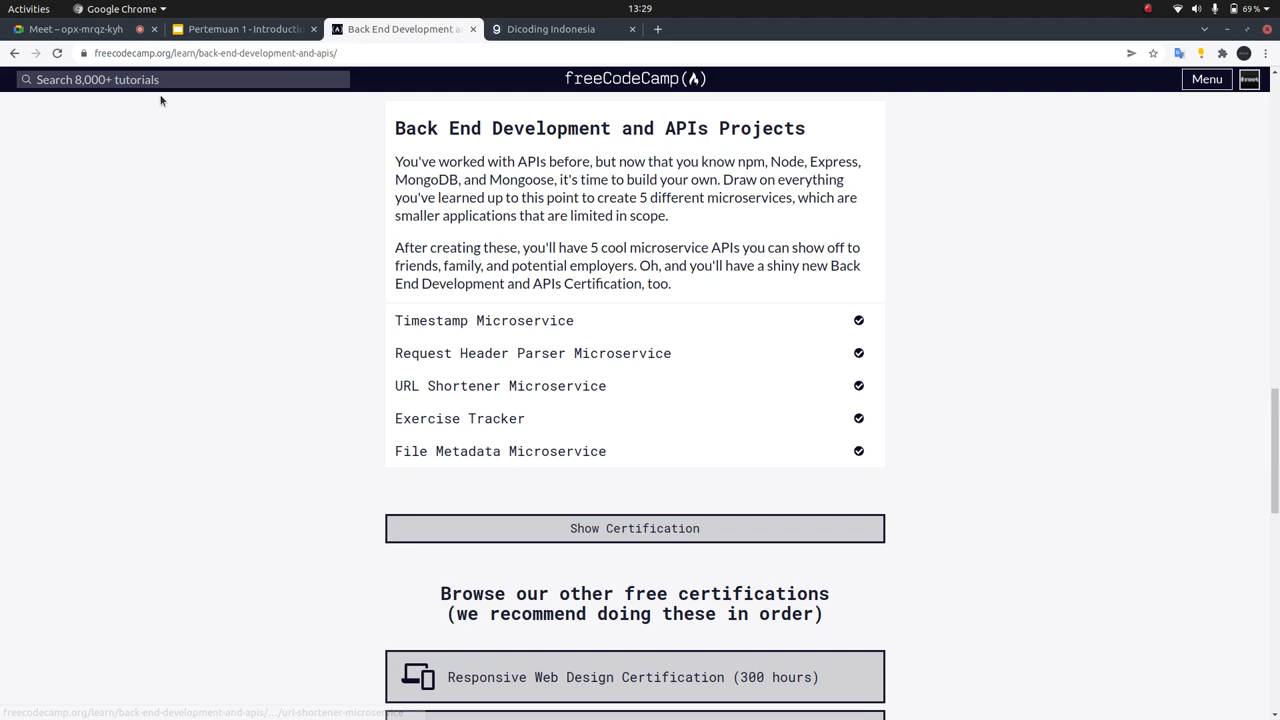 Activities
Google Chrome
13:29
69 %
Meet – opx-mrqz-kyh
Pertemuan 1 - Introductio
Back End Development a
Dicoding Indonesia
freecodecamp.org/learn/back-end-development-and-apis/
Search 8,000+ tutorials
freeCodeCamp
Menu
Back End Development and APIs Projects
You've worked with APIs before, but now that you know npm, Node, Express,
MongoDB, and Mongoose, it's time to build your own. Draw on everything
you've learned up to this point to create 5 different microservices, which are
smaller applications that are limited in scope.
After creating these, you'll have 5 cool microservice APIs you can show off to
friends, family, and potential employers. Oh, and you'll have a shiny new Back
End Development and APIs Certification, too.
Timestamp Microservice
Request Header Parser Microservice
URL Shortener Microservice
Exercise Tracker
File Metadata Microservice
Show Certification
Browse our other free certifications
(we recommend doing these in order)
Responsive Web Design Certification (300 hours)
freecodecamp.org/learn/back-end-development-and-apis/.../url-shortener-microservice